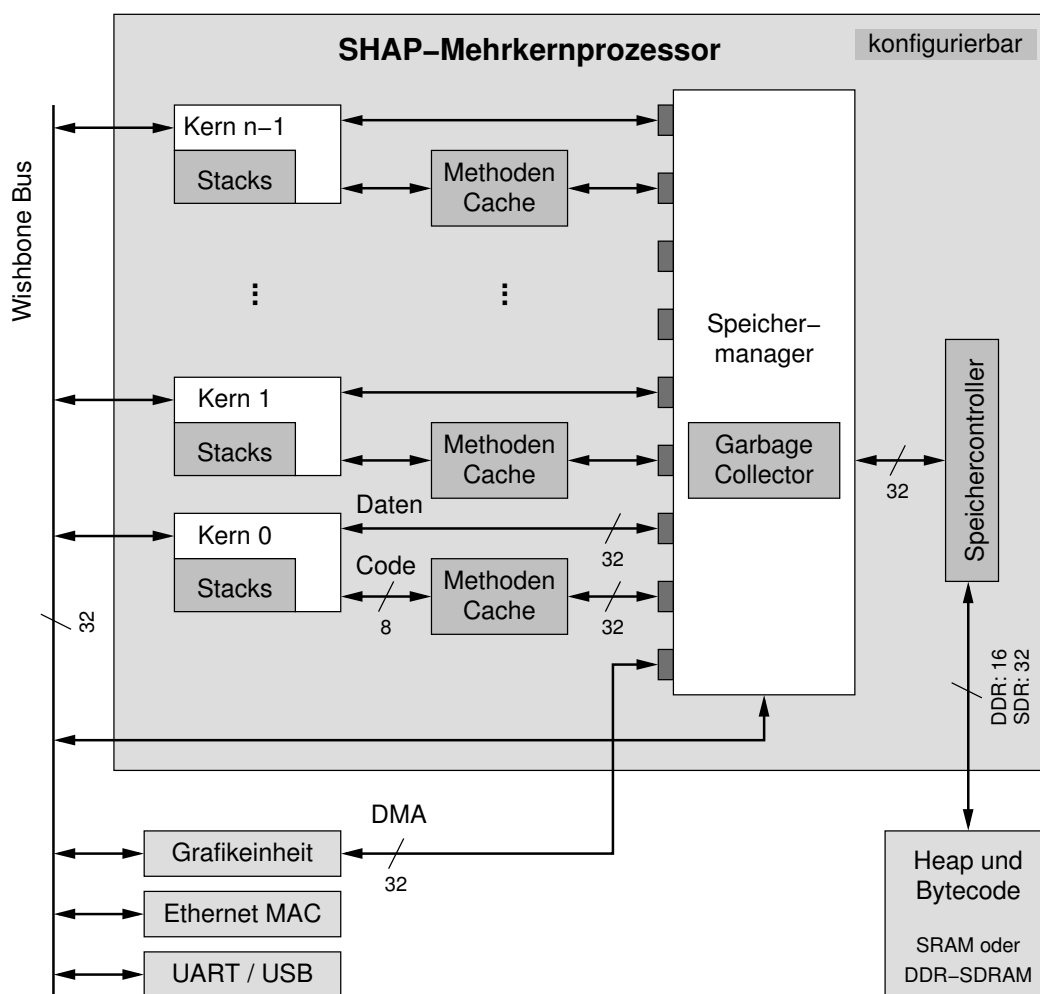 SHAP–Mehrkernprozessor
konfigurierbar
Wishbone Bus
Kern n–1
Stacks
Methoden
Cache
...
...
Speicher–
manager
Kern 1
Stacks
Methoden
Cache
Garbage
Collector
32
Speichercontroller
Daten
32
Kern 0
Stacks
Code
8
Methoden
Cache
32
32
DDR: 16
SDR: 32
DMA
32
Grafikeinheit
Ethernet MAC
UART / USB
Heap und
Bytecode
SRAM oder
DDR–SDRAM